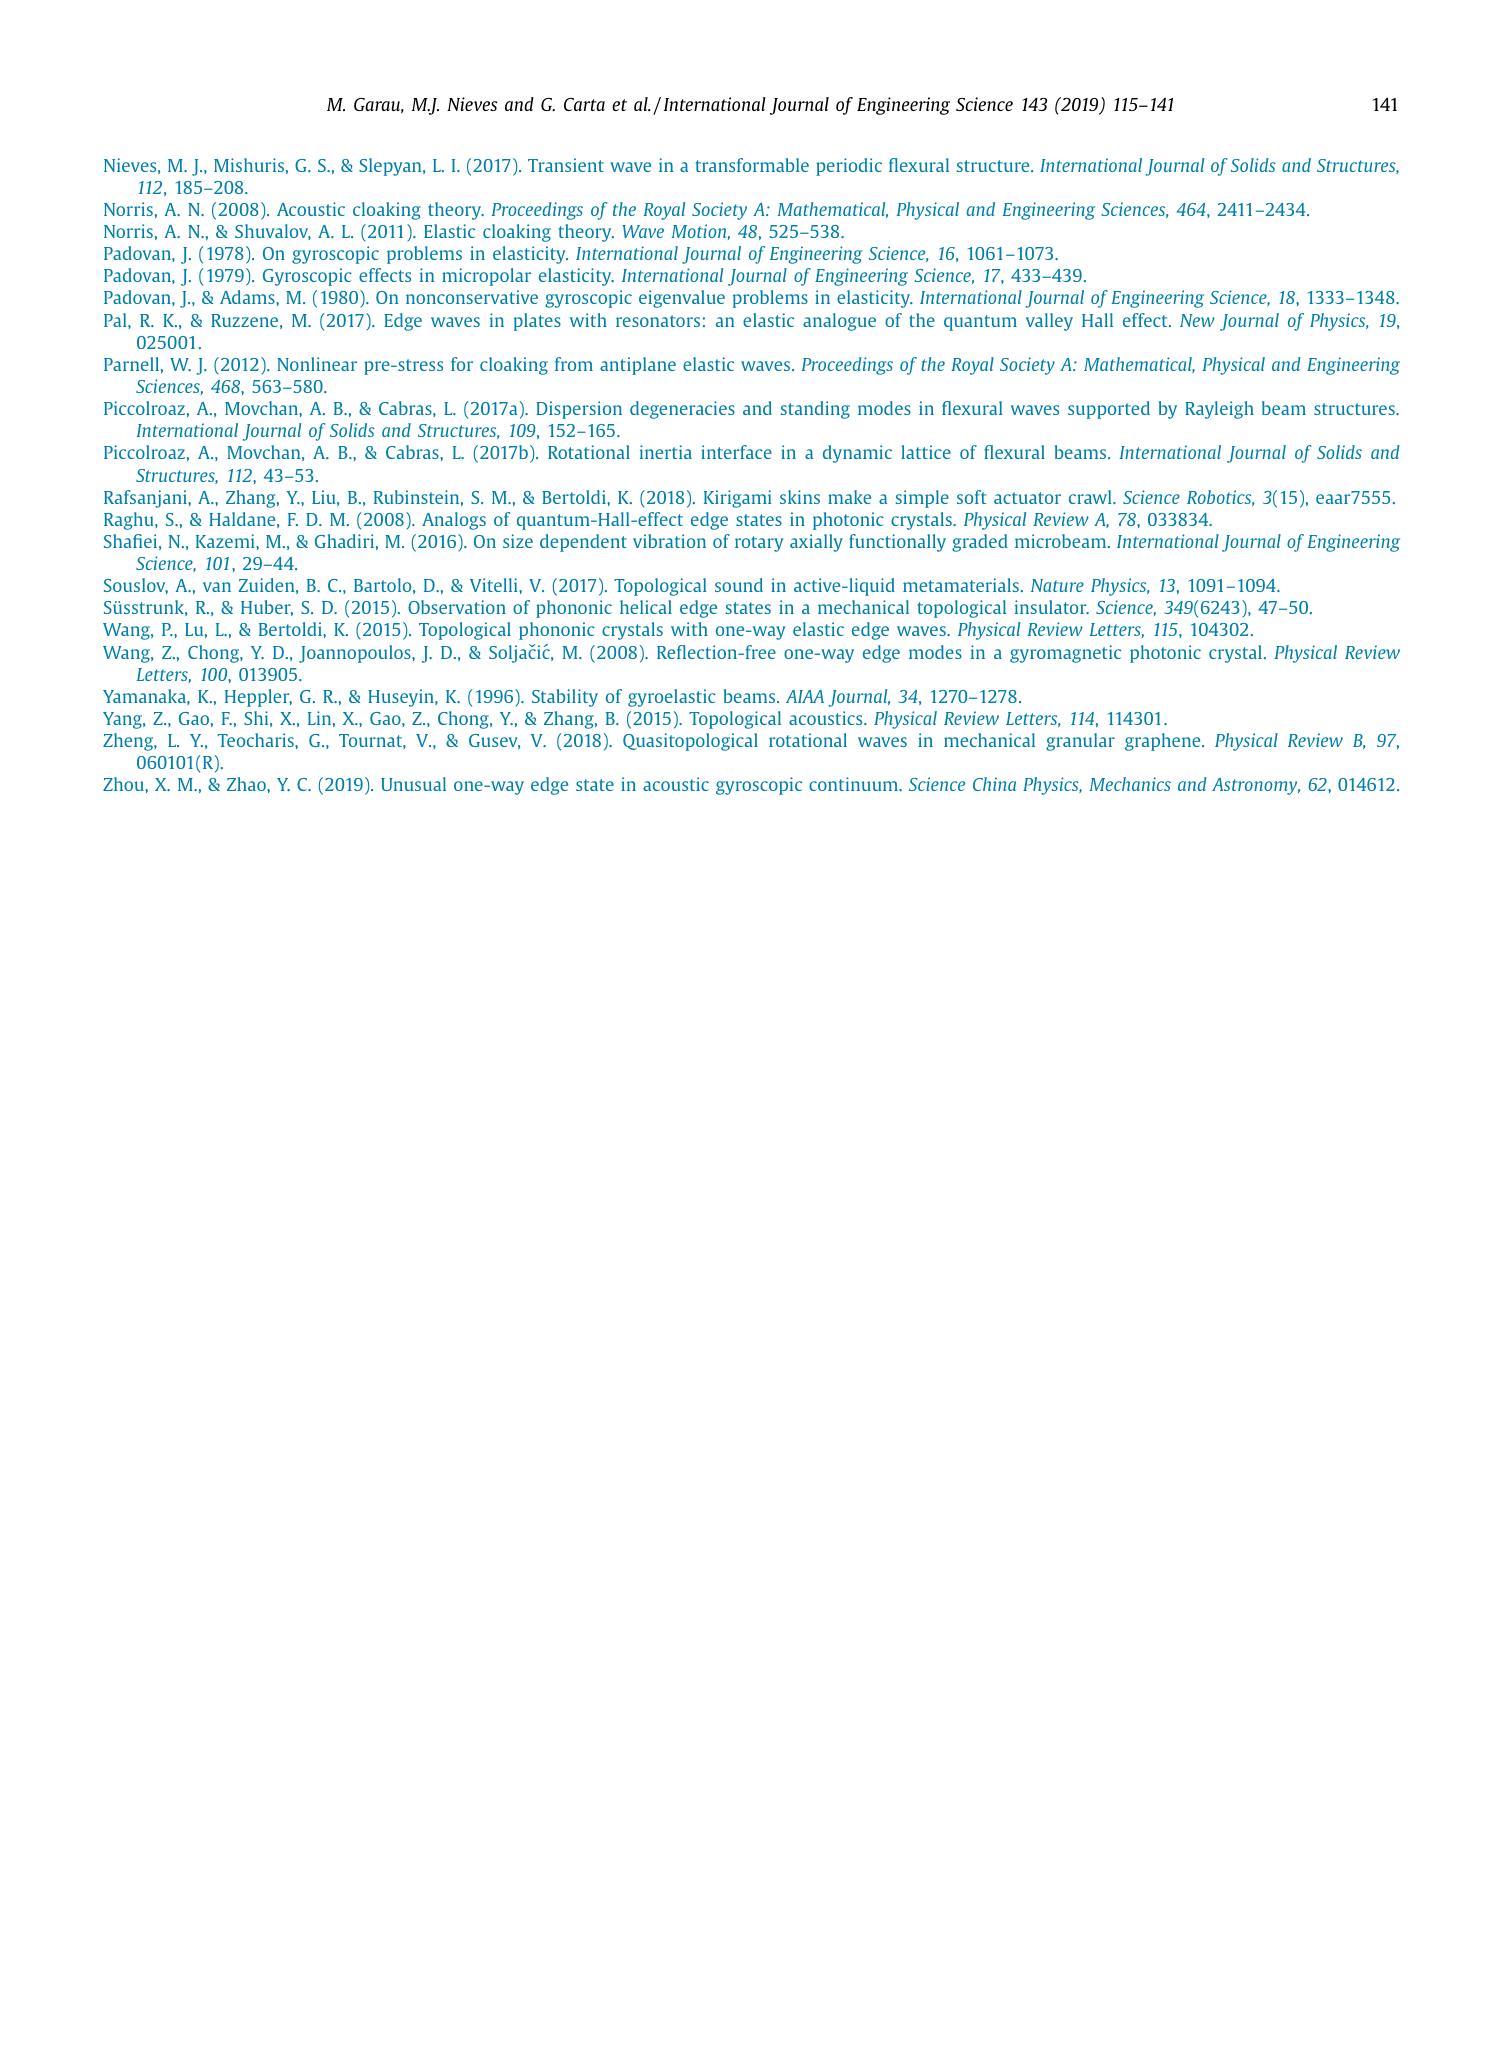 M. Garau, M.J. Nieves and G. Carta et al. / International Journal of Engineering Science 143 (2019) 115–141 141
Nieves, M. J., Mishuris, G. S., & Slepyan, L. I. (2017). Transient wave in a transformable periodic flexural structure. International Journal of Solids and Structures,
112, 185–208.
Norris, A. N. (2008). Acoustic cloaking theory. Proceedings of the Royal Society A: Mathematical, Physical and Engineering Sciences, 464, 2411–2434.
Norris, A. N., & Shuvalov, A. L. (2011). Elastic cloaking theory. Wave Motion, 48, 525–538.
Padovan, J. (1978). On gyroscopic problems in elasticity. International Journal of Engineering Science, 16, 1061–1073.
Padovan, J. (1979). Gyroscopic effects in micropolar elasticity. International Journal of Engineering Science, 17, 433–439.
Padovan, J., & Adams, M. (1980). On nonconservative gyroscopic eigenvalue problems in elasticity. International Journal of Engineering Science, 18, 1333–1348.
Pal, R. K., & Ruzzene, M. (2017). Edge waves in plates with resonators: an elastic analogue of the quantum valley Hall effect. New Journal of Physics, 19,
025001.
Parnell, W. J. (2012). Nonlinear pre-stress for cloaking from antiplane elastic waves. Proceedings of the Royal Society A: Mathematical, Physical and Engineering
Sciences, 468, 563–580.
Piccolroaz, A., Movchan, A. B., & Cabras, L. (2017a). Dispersion degeneracies and standing modes in flexural waves supported by Rayleigh beam structures.
International Journal of Solids and Structures, 109, 152–165.
Piccolroaz, A., Movchan, A. B., & Cabras, L. (2017b). Rotational inertia interface in a dynamic lattice of flexural beams. International Journal of Solids and
Structures, 112, 43–53.
Rafsanjani, A., Zhang, Y., Liu, B., Rubinstein, S. M., & Bertoldi, K. (2018). Kirigami skins make a simple soft actuator crawl. Science Robotics, 3(15), eaar7555.
Raghu, S., & Haldane, F. D. M. (2008). Analogs of quantum-Hall-effect edge states in photonic crystals. Physical Review A, 78, 033834.
Shafiei, N., Kazemi, M., & Ghadiri, M. (2016). On size dependent vibration of rotary axially functionally graded microbeam. International Journal of Engineering
Science, 101, 29–44.
Souslov, A., van Zuiden, B. C., Bartolo, D., & Vitelli, V. (2017). Topological sound in active-liquid metamaterials. Nature Physics, 13, 1091–1094.
Süsstrunk, R., & Huber, S. D. (2015). Observation of phononic helical edge states in a mechanical topological insulator. Science, 349(6243), 47–50.
Wang, P., Lu, L., & Bertoldi, K. (2015). Topological phononic crystals with one-way elastic edge waves. Physical Review Letters, 115, 104302.
Wang, Z., Chong, Y. D., Joannopoulos, J. D., & Soljačić, M. (2008). Reflection-free one-way edge modes in a gyromagnetic photonic crystal. Physical Review
Letters, 100, 013905.
Yamanaka, K., Heppler, G. R., & Huseyin, K. (1996). Stability of gyroelastic beams. AIAA Journal, 34, 1270–1278.
Yang, Z., Gao, F., Shi, X., Lin, X., Gao, Z., Chong, Y., & Zhang, B. (2015). Topological acoustics. Physical Review Letters, 114, 114301.
Zheng, L. Y., Teocharis, G., Tournat, V., & Gusev, V. (2018). Quasitopological rotational waves in mechanical granular graphene. Physical Review B, 97,
060101(R).
Zhou, X. M., & Zhao, Y. C. (2019). Unusual one-way edge state in acoustic gyroscopic continuum. Science China Physics, Mechanics and Astronomy, 62, 014612.